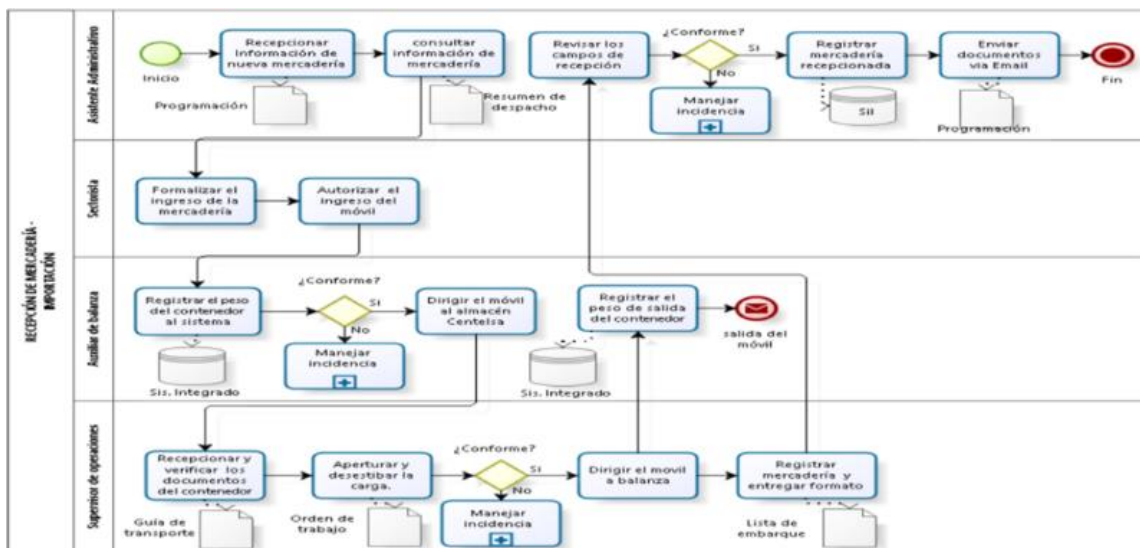 RECEPCIÓN DE MERCADERÍA -
IMPORTACIÓN
Asistente Administrativo
Inicio
Recepcionar
Información de
nueva mercadería
Programación
consultar
información de
mercadería
Resumen de
despacho
Revisar los
campos de
recepción
¿Conforme?
Si
No
Manejar
incidencia
Registrar
mercadería
recepcionada
Sil
Enviar
documentos
via Email
Programación
Fin
Sectorista
Formalizar el
ingreso de la
mercadería
Autorizar el
ingreso del
móvil
Auxiliar de balanza
Registrar el peso
del contenedor
al sistema
Sis. Integrado
¿Conforme?
Si
No
Manejar
incidencia
Dirigir el móvil
al almacén
Centelsa
Registrar el
peso de salida
del contenedor
Sis. Integrado
salida del
móvil
Supervisor de operaciones
Recepcionar y
verificar los
documentos
del contenedor
Guía de
transporte
Aperturar y
desestibar la
carga.
Orden de
trabajo
¿Conforme?
Si
No
Manejar
incidencia
Dirigir el movil
a balanza
Registrar
mercadería y
entregar formato
Lista de
embarque